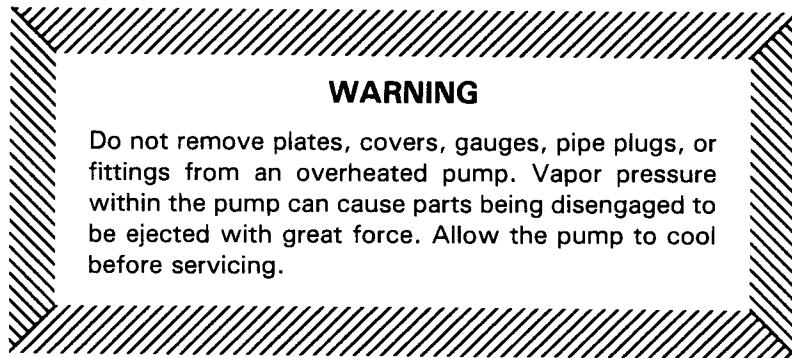 WARNING
Do not remove plates, covers, gauges, pipe plugs, or
fittings from an overheated pump. Vapor pressure
within the pump can cause parts being disengaged to
be ejected with great force. Allow the pump to cool
before servicing.